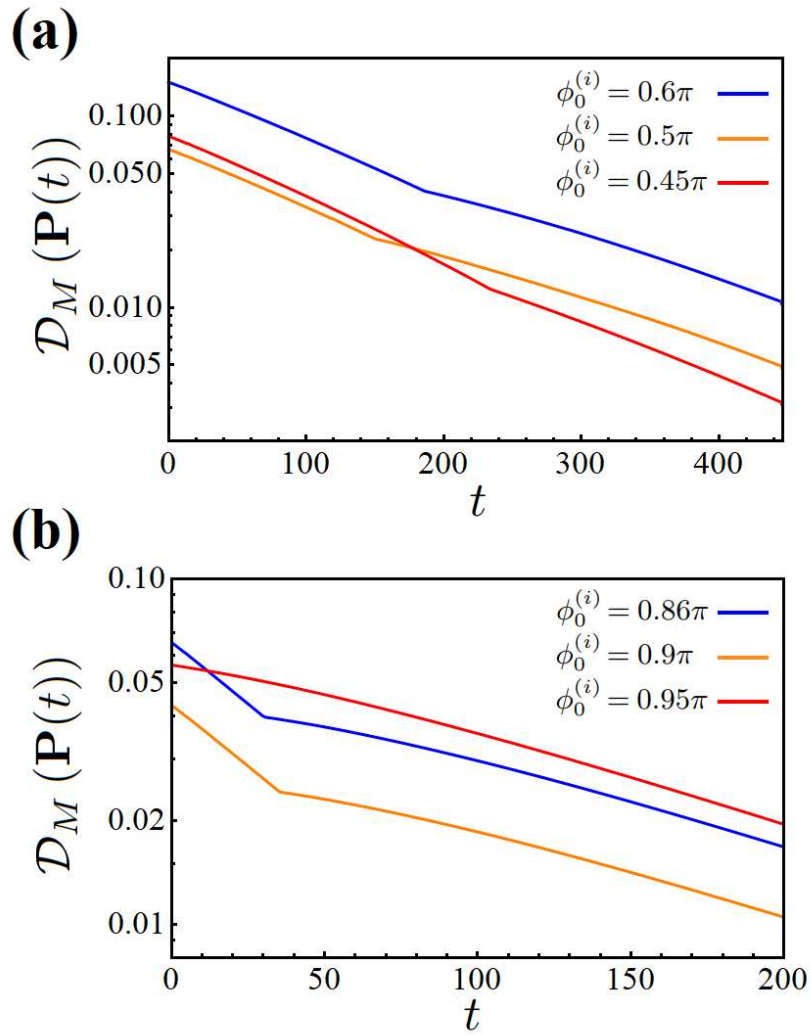 (a)
𝒟_M (𝐏(t))
0.100
0.050
0.010
0.005
ϕ_0^{(i)} = 0.6π
ϕ_0^{(i)} = 0.5π
ϕ_0^{(i)} = 0.45π
0 100 200 300 400
t
(b)
𝒟_M (𝐏(t))
0.10
0.05
0.02
0.01
ϕ_0^{(i)} = 0.86π
ϕ_0^{(i)} = 0.9π
ϕ_0^{(i)} = 0.95π
0 50 100 150 200
t